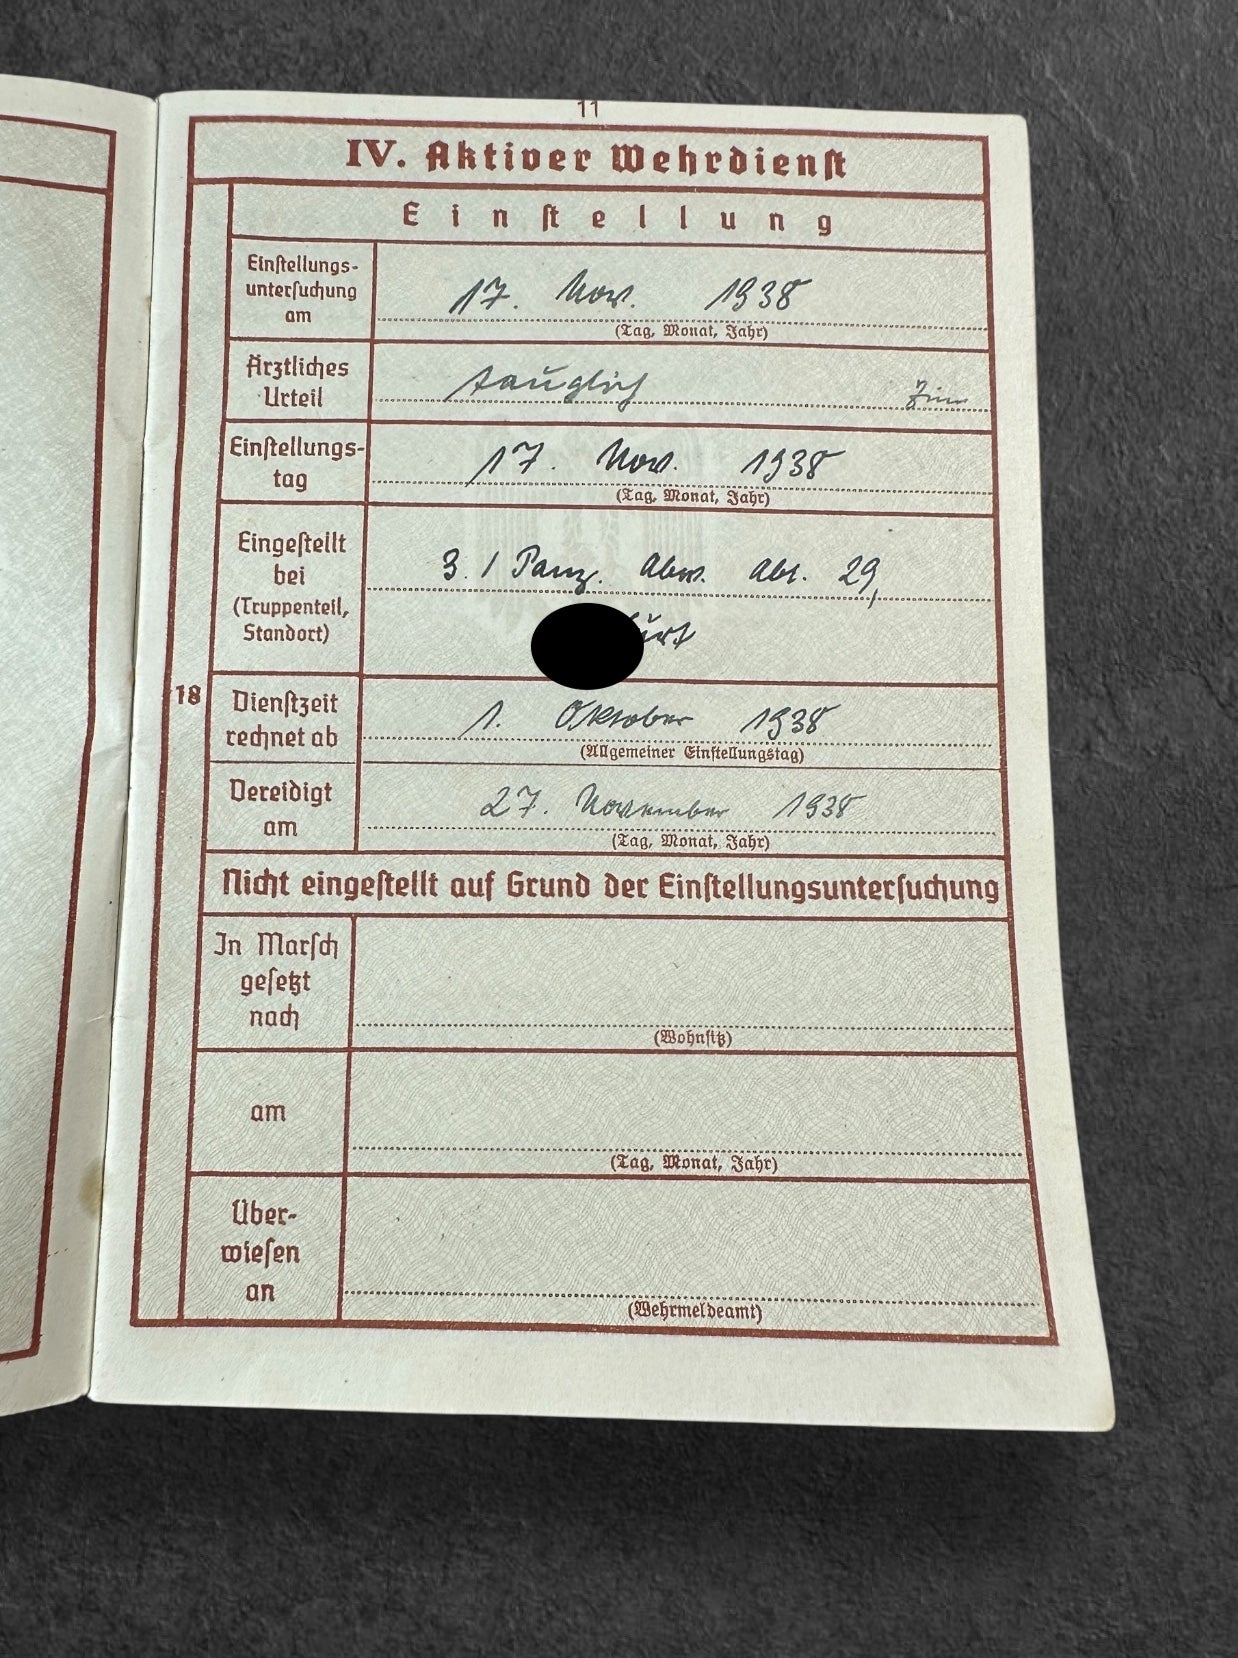 11
IV. Aktiver Wehrdienst
Einstellung
Einstellungs-
untersuchung
am
17. Nov. 1938
(Tag, Monat, Jahr)
Ärztliches
Urteil
tauglich
Einstellungs-
tag
17. Nov. 1938
(Tag, Monat, Jahr)
Eingestellt
bei
(Truppenteil,
Standort)
3. / Panz. Abw. Abt. 29,
18
Dienstzeit
rechnet ab
1. Oktober 1938
(Allgemeiner Einstellungstag)
Vereidigt
am
27. November 1938
(Tag, Monat, Jahr)
Nicht eingestellt auf Grund der Einstellungsuntersuchung
In Marsch
gesetzt
nach
(Wohnsitz)
am
(Tag, Monat, Jahr)
Über-
wiesen
an
(Wehrmeldeamt)